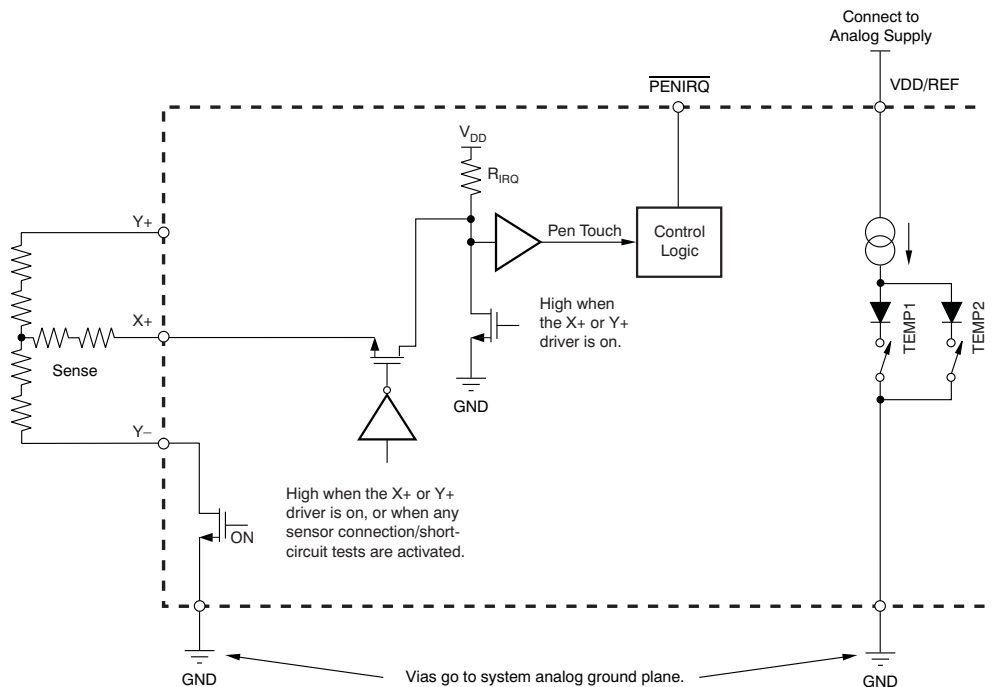 Connect to
Analog Supply
PENIRQ
VDD/REF
VDD
RIRQ
Y+
Pen Touch
Control
Logic
High when
the X+ or Y+
driver is on.
X+
TEMP1
TEMP2
Sense
GND
Y–
High when the X+ or Y+
driver is on, or when any
sensor connection/short-
circuit tests are activated.
ON
GND
Vias go to system analog ground plane.
GND